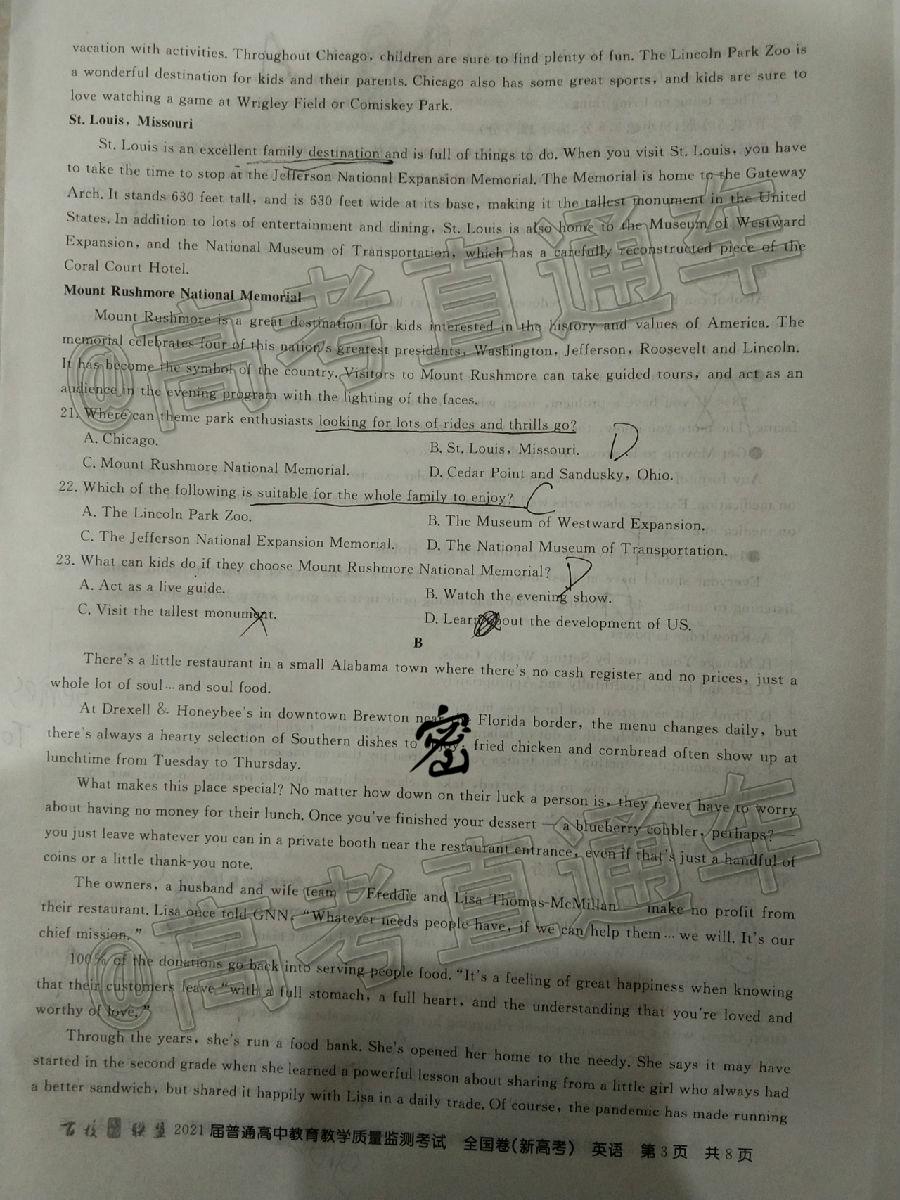 vacation with activities. Throughout Chicago, children are sure to find plenty of fun. The Lincoln Park Zoo is
a wonderful destination for kids and their parents. Chicago also has some great sports, and kids are sure to
love watching a game at Wrigley Field or Comiskey Park.
St. Louis, Missouri
St. Louis is an excellent family destination and is full of things to do. When you visit St. Louis, you have
to take the time to stop at the Jefferson National Expansion Memorial. The Memorial is home to the Gateway
Arch. It stands 630 feet tall, and is 630 feet wide at its base, making it the tallest monument in the United
States. In addition to lots of entertainment and dining, St. Louis is also home to the Museum of Westward
Expansion, and the National Museum of Transportation, which has a carefully reconstructed piece of the
Coral Court Hotel.
Mount Rushmore National Memorial
Mount Rushmore is a great destination for kids interested in the history and values of America. The
memorial celebrates four of this nation's greatest presidents, Washington, Jefferson, Roosevelt and Lincoln.
It has become the symbol of the country. Visitors to Mount Rushmore can take guided tours, and act as an
audience in the evening program with the lighting of the faces.
21. Where can theme park enthusiasts looking for lots of rides and thrills go? D
A. Chicago. B. St. Louis, Missouri.
C. Mount Rushmore National Memorial. D. Cedar Point and Sandusky, Ohio.
22. Which of the following is suitable for the whole family to enjoy? C
A. The Lincoln Park Zoo. B. The Museum of Westward Expansion.
C. The Jefferson National Expansion Memorial. D. The National Museum of Transportation.
23. What can kids do if they choose Mount Rushmore National Memorial? D
A. Act as a live guide. B. Watch the evening show.
C. Visit the tallest monument. D. Learn about the development of US.
B
There's a little restaurant in a small Alabama town where there's no cash register and no prices, just a
whole lot of soul… and soul food.
At Drexell & Honeybee's in downtown Brewton near Florida border, the menu changes daily, but
there's always a hearty selection of Southern dishes to fried chicken and cornbread often show up at
lunchtime from Tuesday to Thursday.
密
What makes this place special? No matter how down on their luck a person is, they never have to worry
about having no money for their lunch. Once you've finished your dessert — a blueberry cobbler, perhaps? —
you just leave whatever you can in a private booth near the restaurant entrance, even if that's just a handful of
coins or a little thank-you note.
The owners, a husband and wife team — Freddie and Lisa Thomas-McMillan — make no profit from
their restaurant. Lisa once told GNN, "Whatever needs people have, if we can help them… we will. It's our
chief mission."
100% of the donations go back into serving people food. "It's a feeling of great happiness when knowing
that their customers leave "with a full stomach, a full heart, and the understanding that you're loved and
worthy of love."
Through the years, she's run a food bank. She's opened her home to the needy. She says it may have
started in the second grade when she learned a powerful lesson about sharing from a little girl who always had
a better sandwich, but shared it happily with Lisa in a daily trade. Of course, the pandemic has made running
百校联盟 2021届普通高中教育教学质量监测考试 全国卷(新高考) 英语 第3页 共8页
@高考直通车
@高考直通车